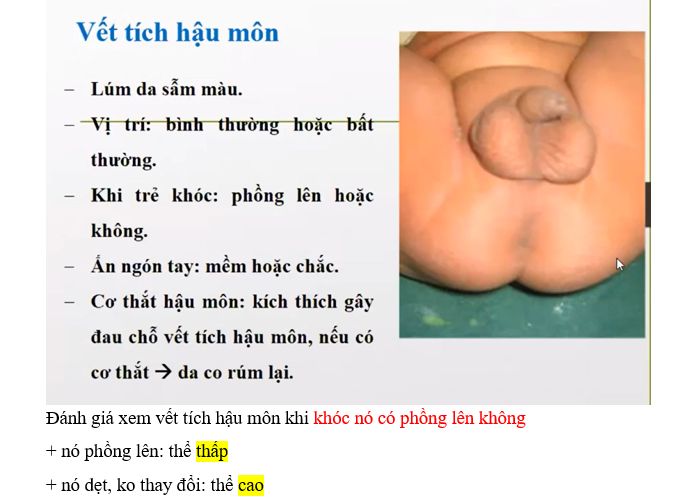 Vết tích hậu môn
– Lúm da sẫm màu.
– Vị trí: bình thường hoặc bất
thường.
– Khi trẻ khóc: phồng lên hoặc
không.
– Ấn ngón tay: mềm hoặc chắc.
– Cơ thắt hậu môn: kích thích gây
đau chỗ vết tích hậu môn, nếu có
cơ thắt → da co rúm lại.
Đánh giá xem vết tích hậu môn khi khóc nó có phồng lên không
+ nó phồng lên: thể thấp
+ nó dẹt, ko thay đổi: thể cao